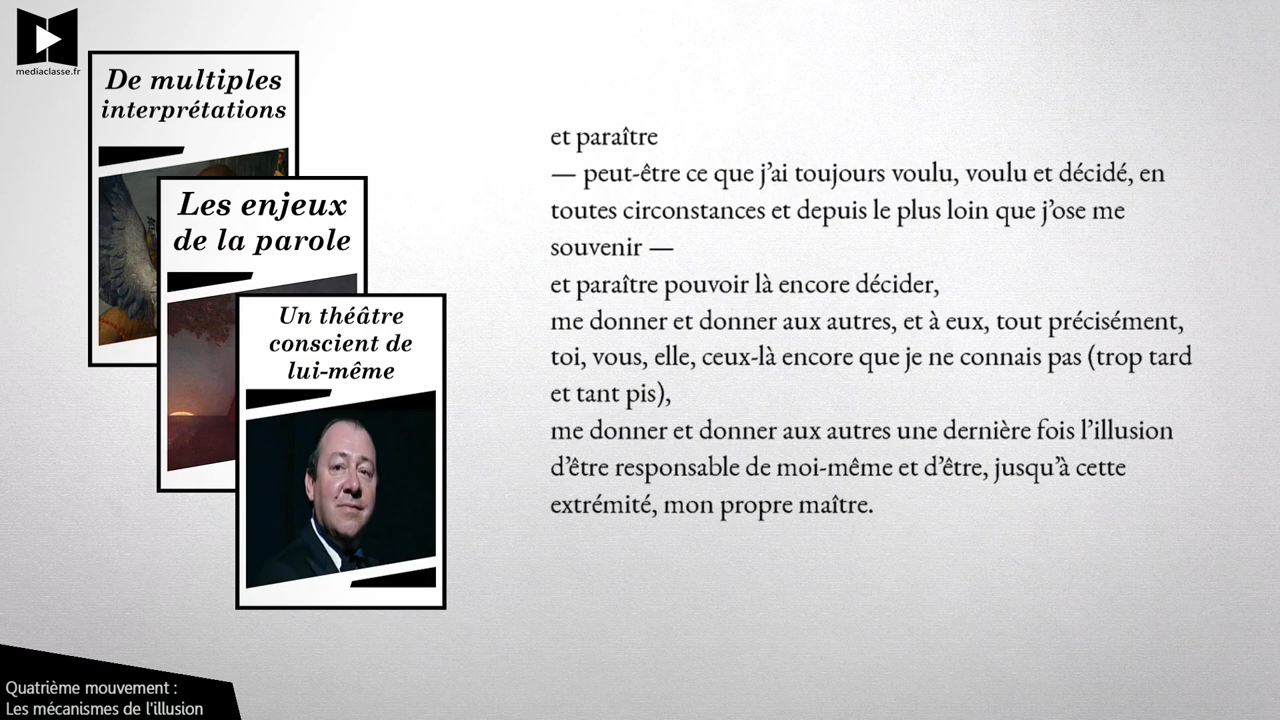 mediaclasse.fr
De multiples
interprétations
Les enjeux
de la parole
Un théâtre
conscient de
lui-même
et paraître
— peut-être ce que j’ai toujours voulu, voulu et décidé, en
toutes circonstances et depuis le plus loin que j’ose me
souvenir —
et paraître pouvoir là encore décider,
me donner et donner aux autres, et à eux, tout précisément,
toi, vous, elle, ceux-là encore que je ne connais pas (trop tard
et tant pis),
me donner et donner aux autres une dernière fois l’illusion
d’être responsable de moi-même et d’être, jusqu’à cette
extrémité, mon propre maître.
Quatrième mouvement :
Les mécanismes de l'illusion